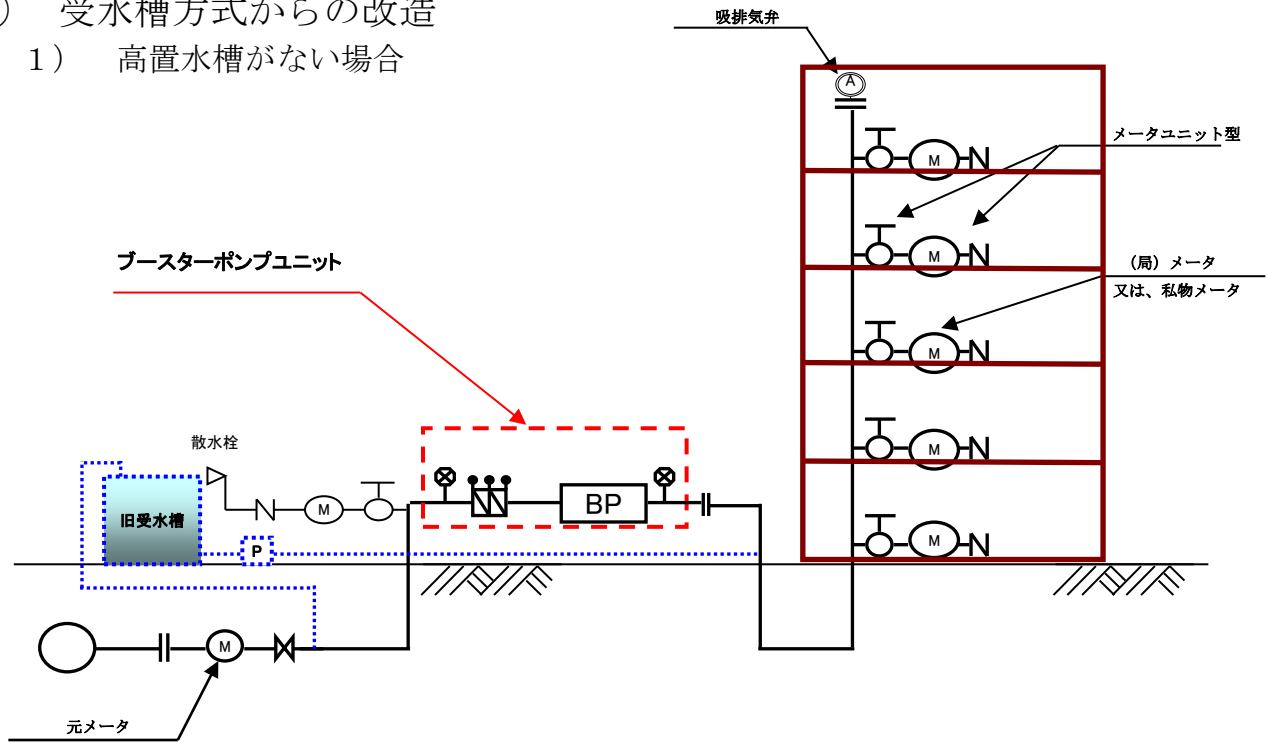 ） 受水槽方式からの改造
１） 高置水槽がない場合
吸排気弁
A
M
メータユニット型
M
ブースターポンプユニット
（局）メータ
又は、私物メータ
M
散水栓
M
旧受水槽
M
BP
P
M
M
元メータ